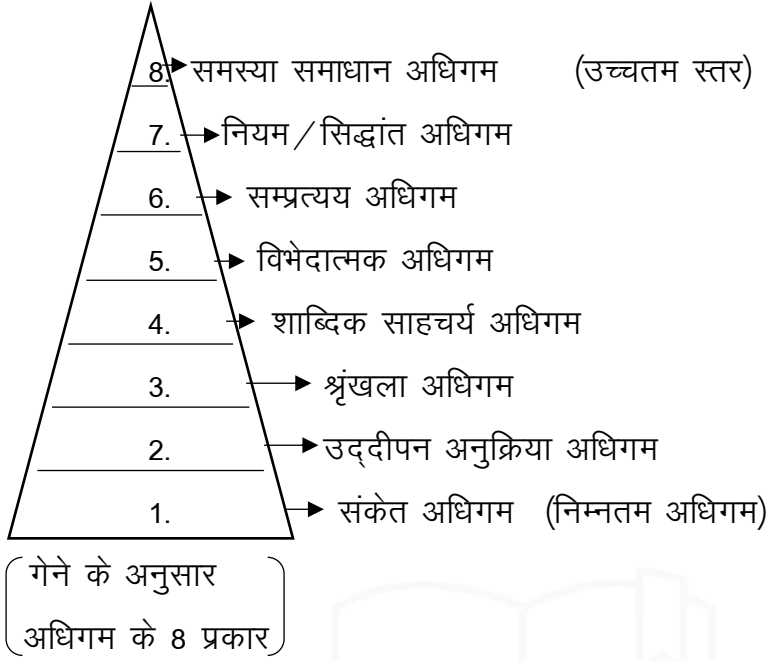 8. समस्या समाधान अधिगम (उच्चतम स्तर)
7. नियम/सिद्धांत अधिगम
6. सम्प्रत्यय अधिगम
5. विभेदात्मक अधिगम
4. शाब्दिक साहचर्य अधिगम
3. श्रृंखला अधिगम
2. उद्दीपन अनुक्रिया अधिगम
1. संकेत अधिगम (निम्नतम अधिगम)
गेने के अनुसार
अधिगम के 8 प्रकार